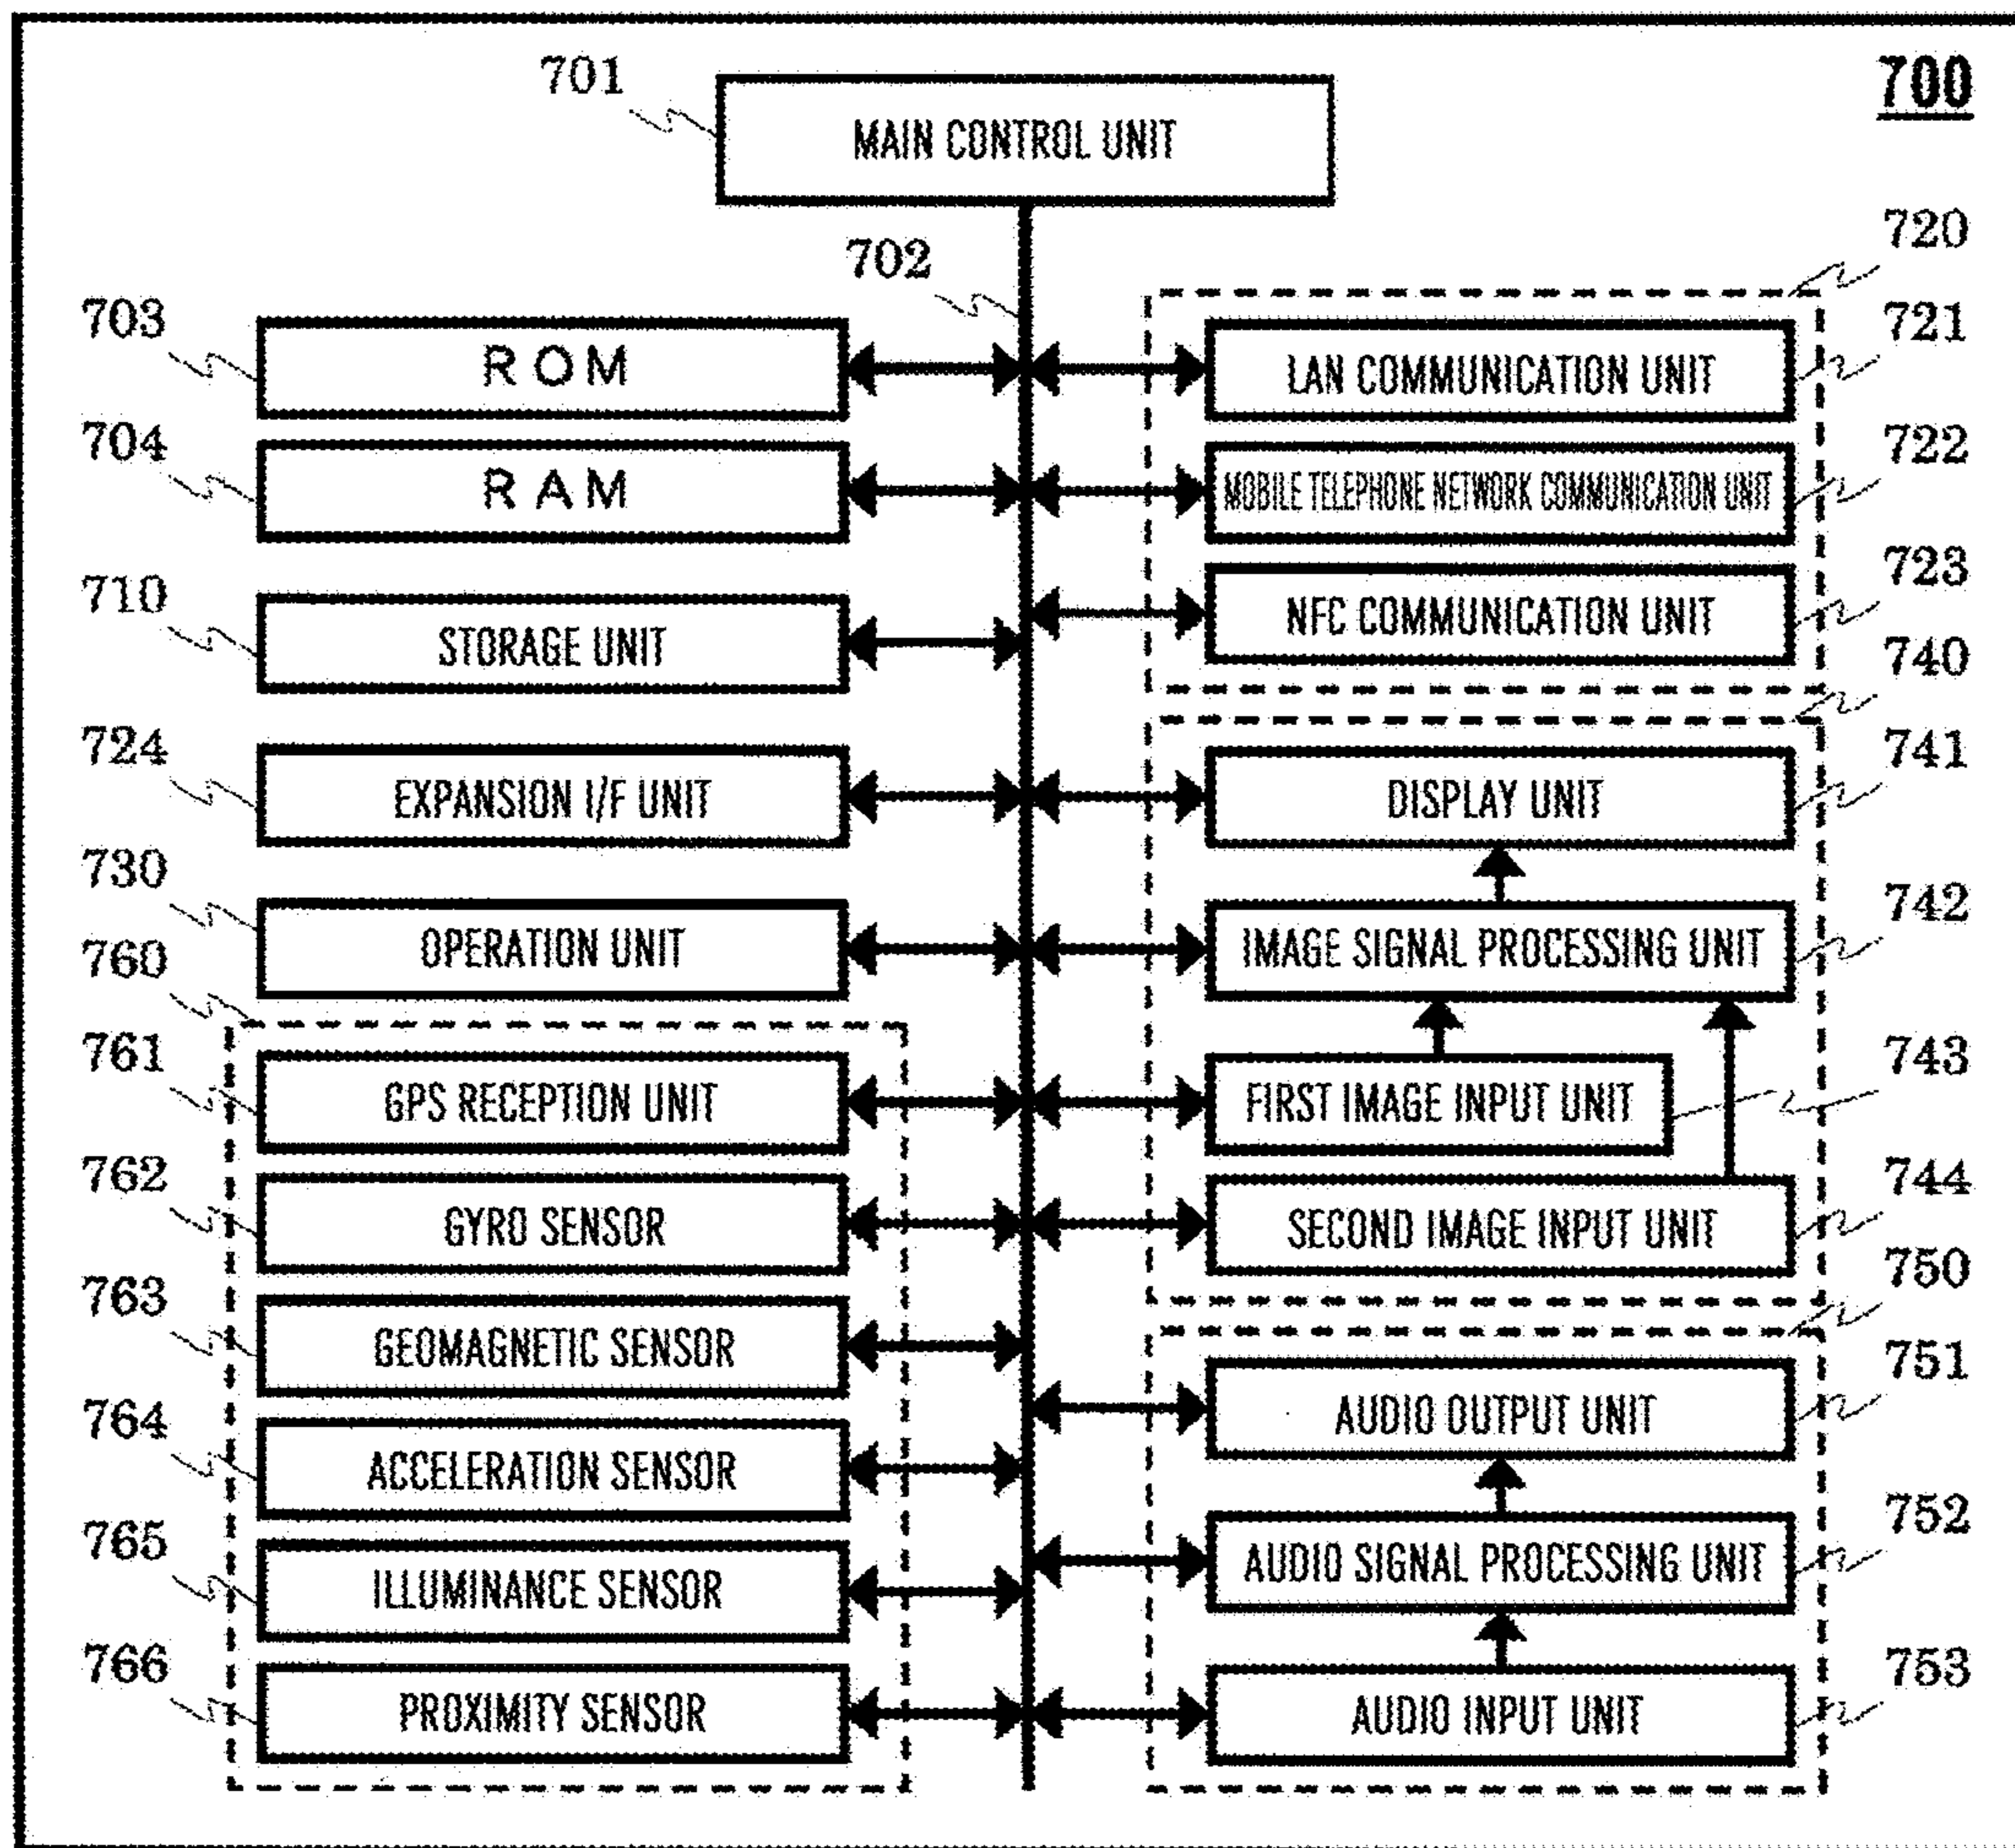 700
701
MAIN CONTROL UNIT
702
720
703
ROM
LAN COMMUNICATION UNIT
721
704
RAM
MOBILE TELEPHONE NETWORK COMMUNICATION UNIT
722
710
STORAGE UNIT
NFC COMMUNICATION UNIT
723
740
724
EXPANSION I/F UNIT
DISPLAY UNIT
741
730
OPERATION UNIT
IMAGE SIGNAL PROCESSING UNIT
742
760
761
GPS RECEPTION UNIT
FIRST IMAGE INPUT UNIT
743
762
GYRO SENSOR
SECOND IMAGE INPUT UNIT
744
750
763
GEOMAGNETIC SENSOR
AUDIO OUTPUT UNIT
751
764
ACCELERATION SENSOR
765
ILLUMINANCE SENSOR
AUDIO SIGNAL PROCESSING UNIT
752
766
PROXIMITY SENSOR
AUDIO INPUT UNIT
753